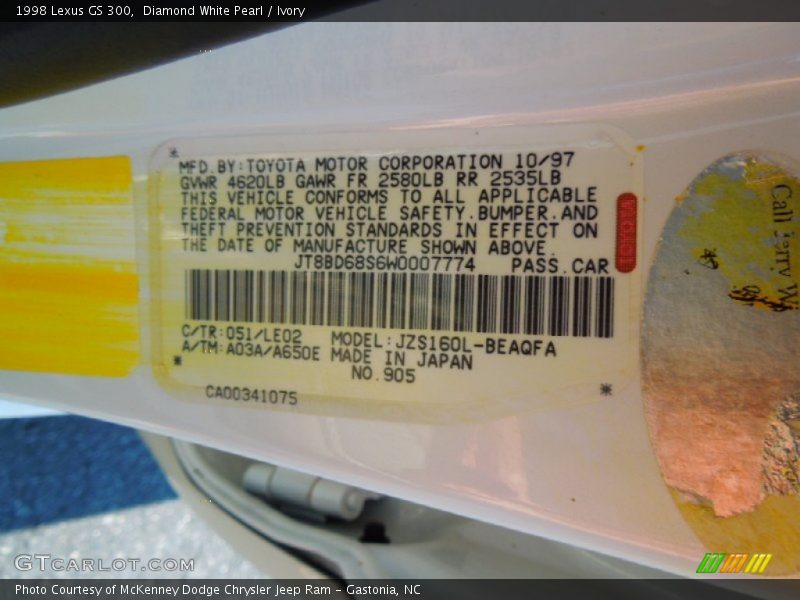 1998 Lexus GS 300,  Diamond White Pearl / Ivory
MFD.BY:TOYOTA MOTOR CORPORATION 10/97
GVWR 4620LB GAWR FR 2580LB RR 2535LB
THIS VEHICLE CONFORMS TO ALL APPLICABLE
FEDERAL MOTOR VEHICLE SAFETY.BUMPER.AND
THEFT PREVENTION STANDARDS IN EFFECT ON
THE DATE OF MANUFACTURE SHOWN ABOVE.
JT8BD68S6W0007774 PASS.CAR
C/TR:051/LE02 MODEL:JZS160L-BEAQFA
A/TM:A03A/A650E MADE IN JAPAN
NO.905
CA00341075
Call Jerry
GTCARLOT.COM
Photo Courtesy of McKenney Dodge Chrysler Jeep Ram - Gastonia, NC